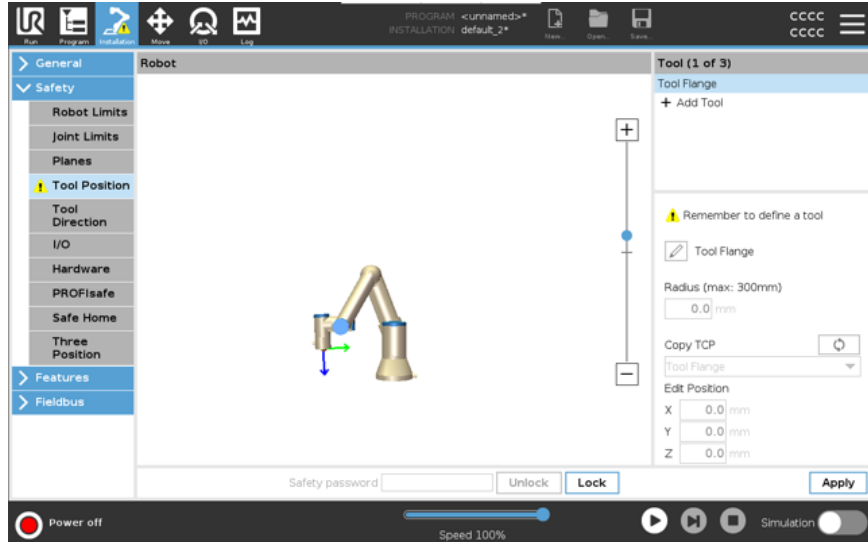 PROGRAM <unnamed>*
INSTALLATION default_2*
UR
Run
Program
Installation
Move
I/O
Log
New...
Open...
Save...
CCCC
CCCC
General
Safety
Robot Limits
Joint Limits
Planes
Tool Position
Tool
Direction
I/O
Hardware
PROFIsafe
Safe Home
Three
Position
Features
Fieldbus
Robot
Safety password
Unlock
Lock
Tool (1 of 3)
Tool Flange
+ Add Tool
Remember to define a tool
Tool Flange
Radius (max: 300mm)
0.0 mm
Copy TCP
Tool Flange
Edit Position
X 0.0 mm
Y 0.0 mm
Z 0.0 mm
Apply
Power off
Speed 100%
Simulation